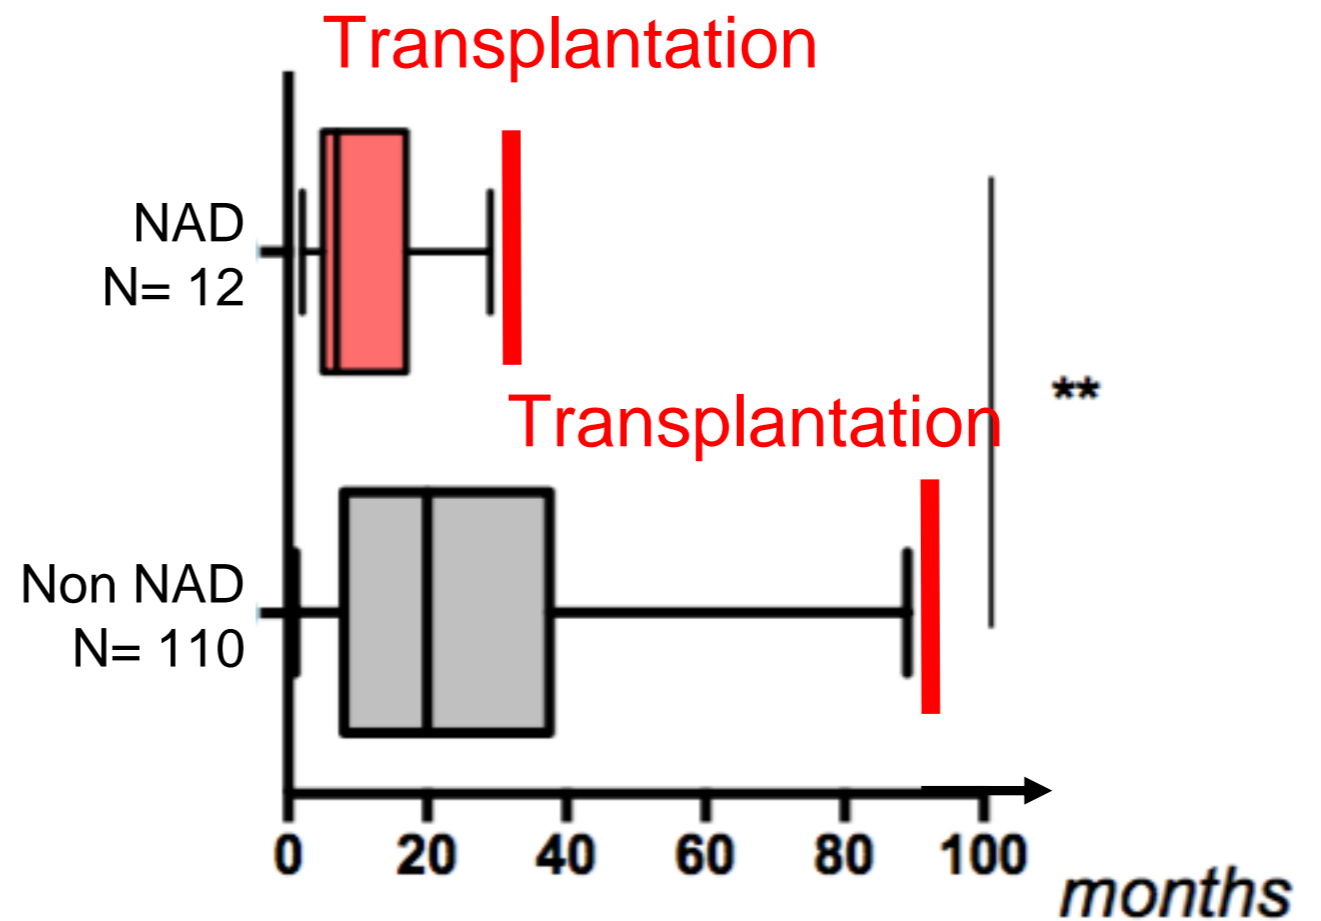 Transplantation
NAD
N= 12
Transplantation
**
Non NAD
N= 110
0 20 40 60 80 100
months